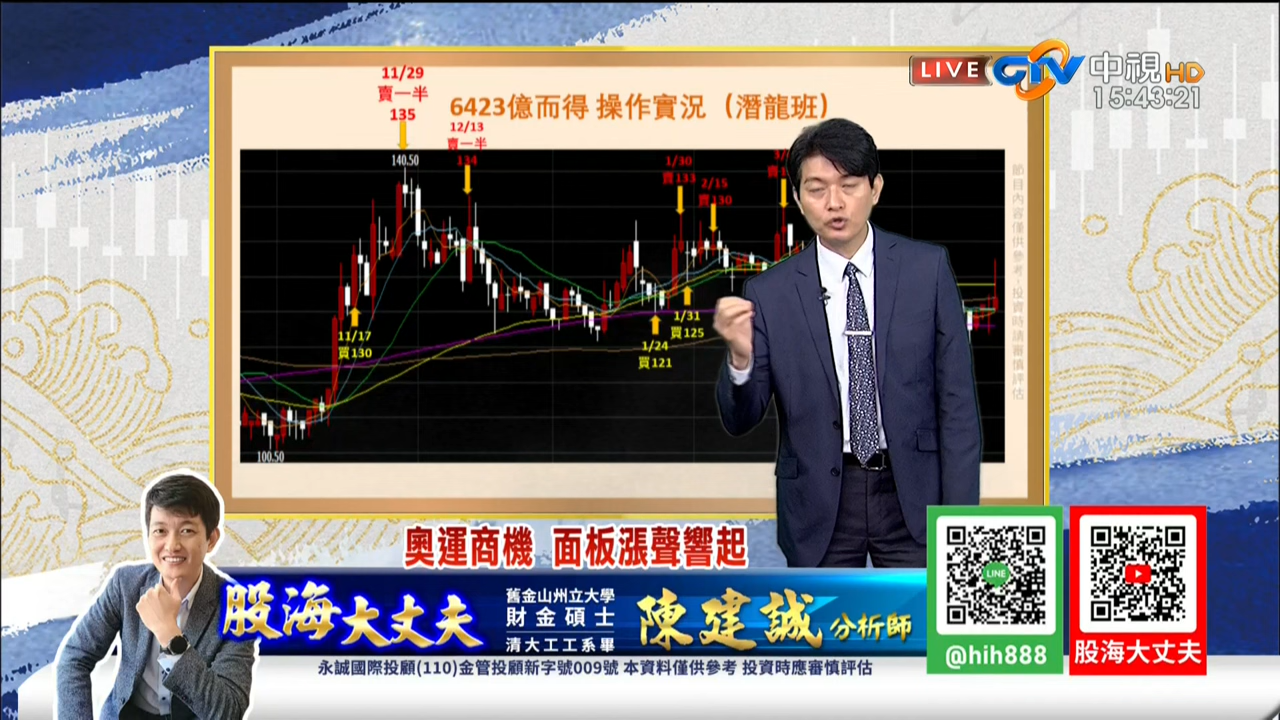 LIVE CTV 中視HD
15:43:21
6423億而得 操作實況（潛龍班）
11/29
賣一半
135
140.50
12/13
賣一半
134
1/30
賣133
2/15
賣130
11/17
買130
1/31
買125
1/24
買121
100.50
節目內容僅供參考，投資時請審慎評估
奧運商機 面板漲聲響起
股海大丈夫
舊金山州立大學
財金碩士
清大工工系畢
陳建誠 分析師
永誠國際投顧(110)金管投顧新字號009號 本資料僅供參考 投資時應審慎評估
LINE
@hih888
股海大丈夫